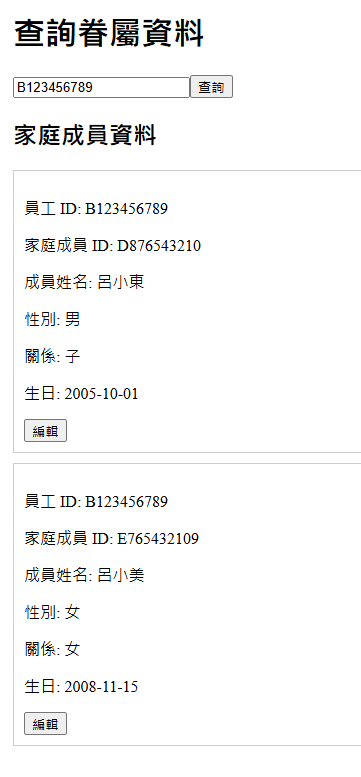 查詢眷屬資料
B123456789 查詢
家庭成員資料
員工 ID: B123456789
家庭成員 ID: D876543210
成員姓名: 呂小東
性別: 男
關係: 子
生日: 2005-10-01
編輯
員工 ID: B123456789
家庭成員 ID: E765432109
成員姓名: 呂小美
性別: 女
關係: 女
生日: 2008-11-15
編輯